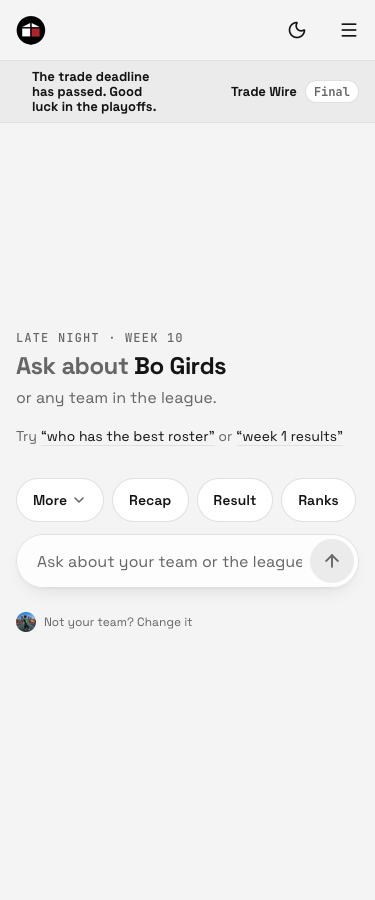 The trade deadline
has passed. Good
luck in the playoffs.
Trade Wire Final
LATE NIGHT · WEEK 10
Ask about Bo Girds
or any team in the league.
Try “who has the best roster” or “week 1 results”
More Recap Result Ranks
Ask about your team or the league
Not your team? Change it